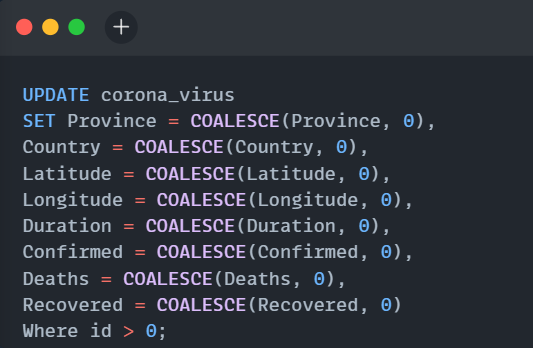 UPDATE corona_virus
SET Province = COALESCE(Province, 0),
Country = COALESCE(Country, 0),
Latitude = COALESCE(Latitude, 0),
Longitude = COALESCE(Longitude, 0),
Duration = COALESCE(Duration, 0),
Confirmed = COALESCE(Confirmed, 0),
Deaths = COALESCE(Deaths, 0),
Recovered = COALESCE(Recovered, 0)
Where id > 0;